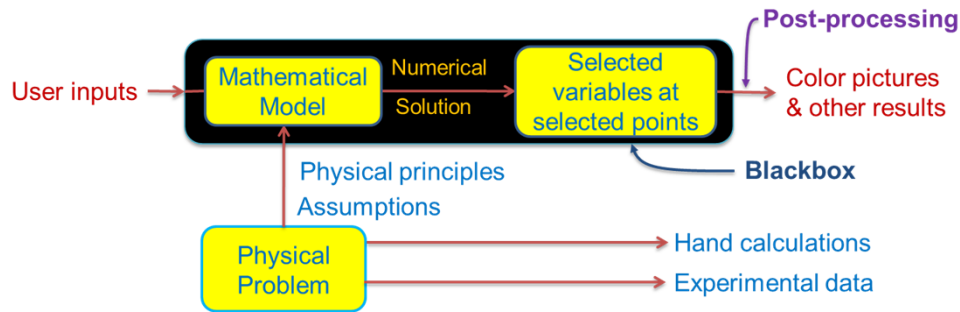 Post-processing
User inputs
Mathematical
Model
Numerical
Solution
Selected
variables at
selected points
Color pictures
& other results
Physical principles
Assumptions
Blackbox
Physical
Problem
Hand calculations
Experimental data